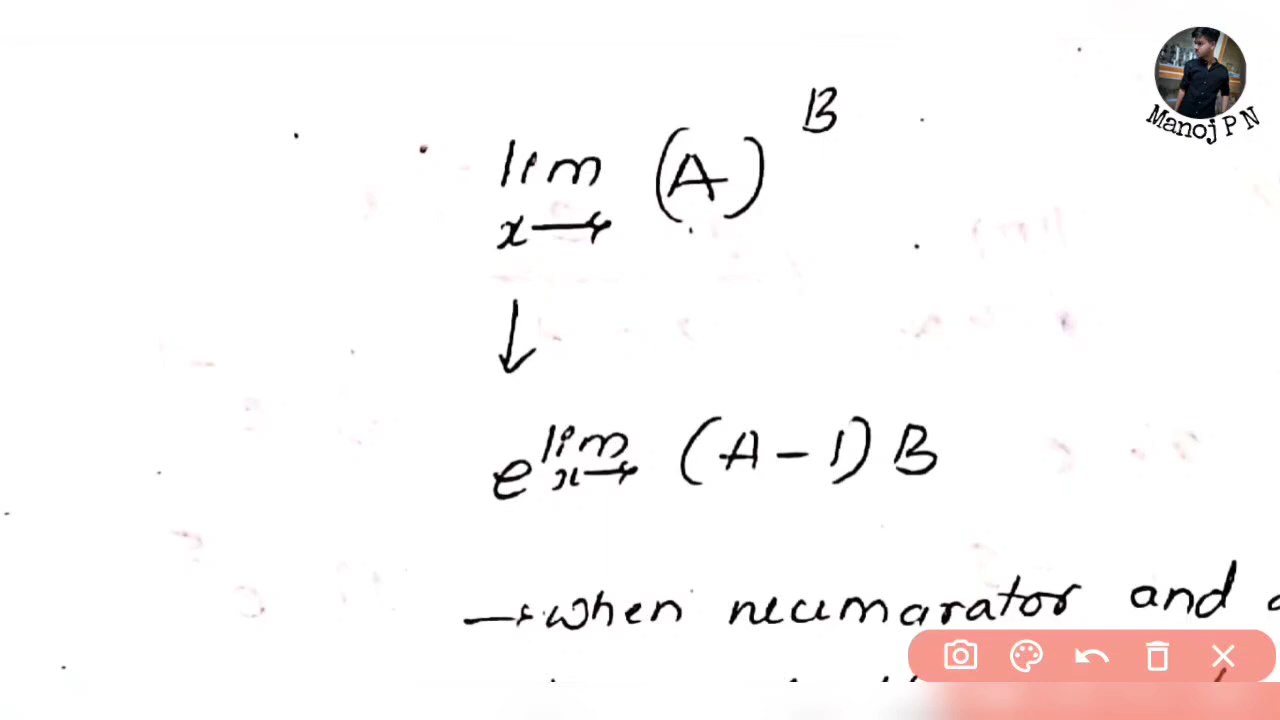 Manoj P N
lim (A)^B
x→
↓
e^lim x→ (A-1) B
→ when neumarator and